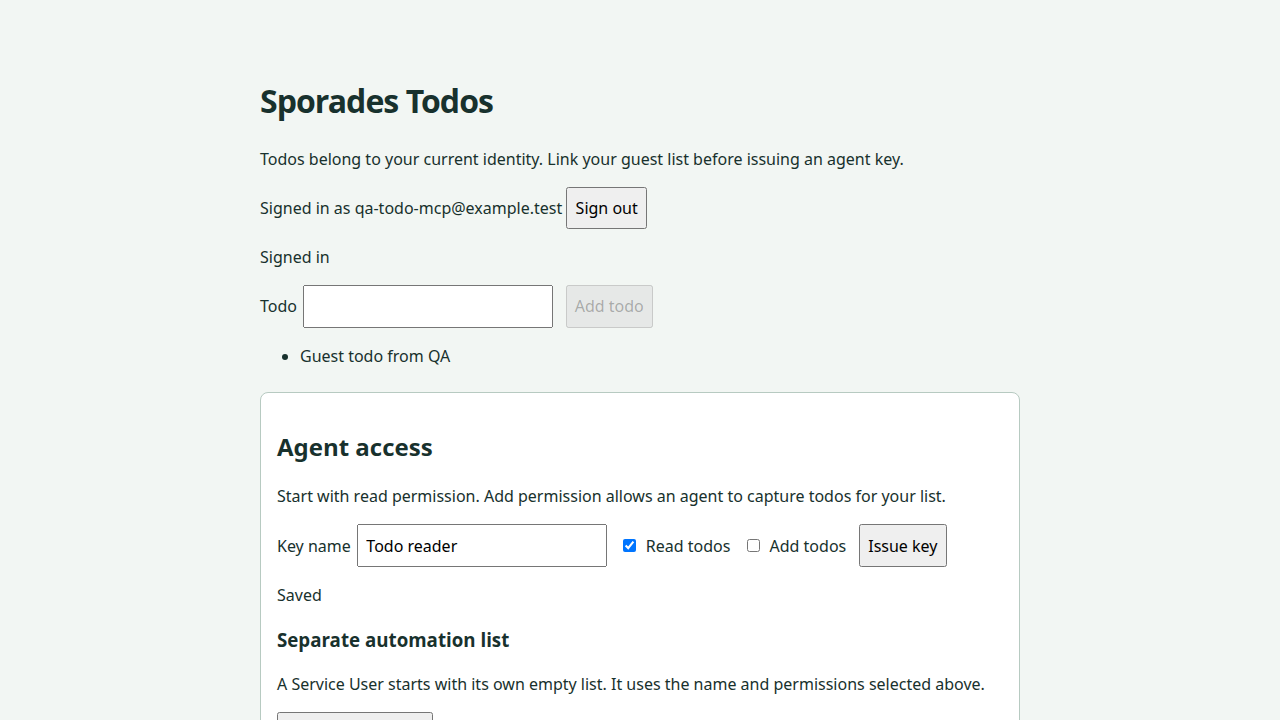 Sporades Todos
Todos belong to your current identity. Link your guest list before issuing an agent key.
Signed in as qa-todo-mcp@example.test Sign out
Signed in
Todo Add todo
Guest todo from QA
Agent access
Start with read permission. Add permission allows an agent to capture todos for your list.
Key name Todo reader Read todos Add todos Issue key
Saved
Separate automation list
A Service User starts with its own empty list. It uses the name and permissions selected above.